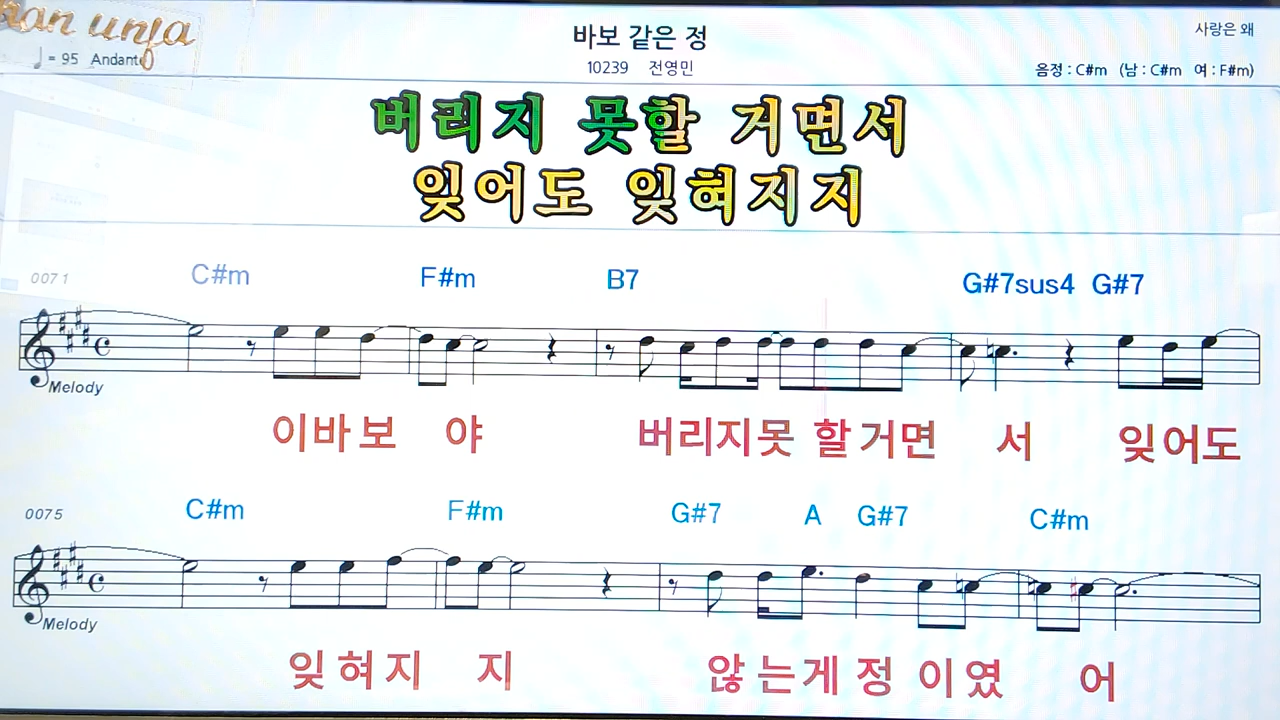 바보 같은 정
사랑은 왜
♩ = 95 Andante
10239 전영민
음정 : C#m (남 : C#m 여 : F#m)
버리지 못할 거면서
잊어도 잊혀지지
0071
C#m F#m B7 G#7sus4 G#7
Melody
이바보 야 버리지못 할거면 서 잊어도
0075
C#m F#m G#7 A G#7 C#m
Melody
잊혀지 지 않는게 정 이였 어